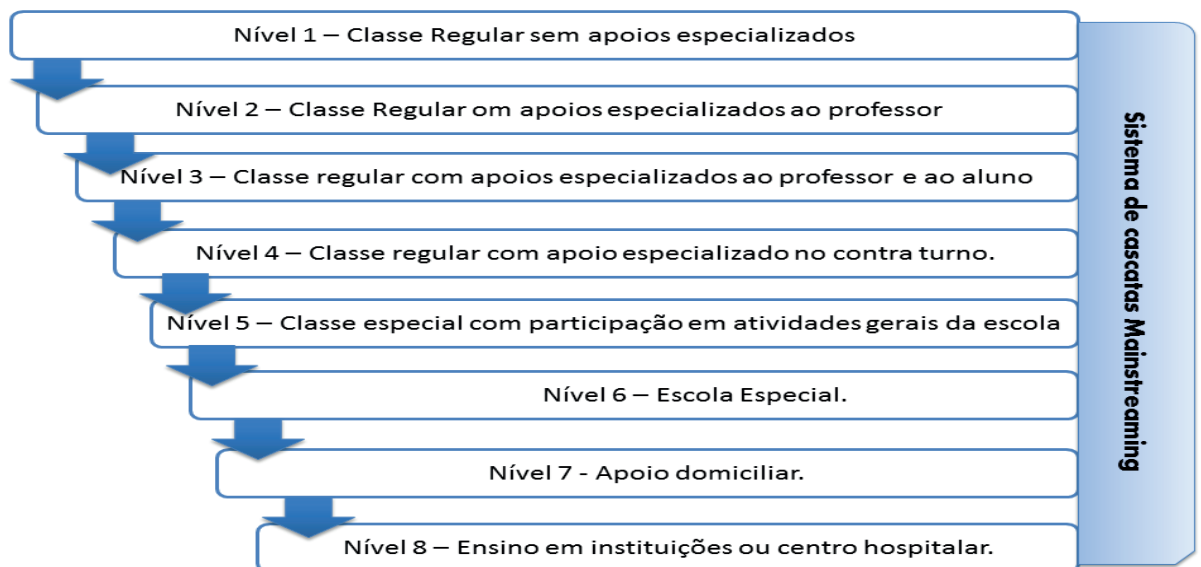 Nível 1 – Classe Regular sem apoios especializados
Nível 2 – Classe Regular om apoios especializados ao professor
Nível 3 – Classe regular com apoios especializados ao professor e ao aluno
Nível 4 – Classe regular com apoio especializado no contra turno.
Nível 5 – Classe especial com participação em atividades gerais da escola
Nível 6 – Escola Especial.
Nível 7 - Apoio domiciliar.
Nível 8 – Ensino em instituições ou centro hospitalar.
Sistema de cascatas Mainstreaming